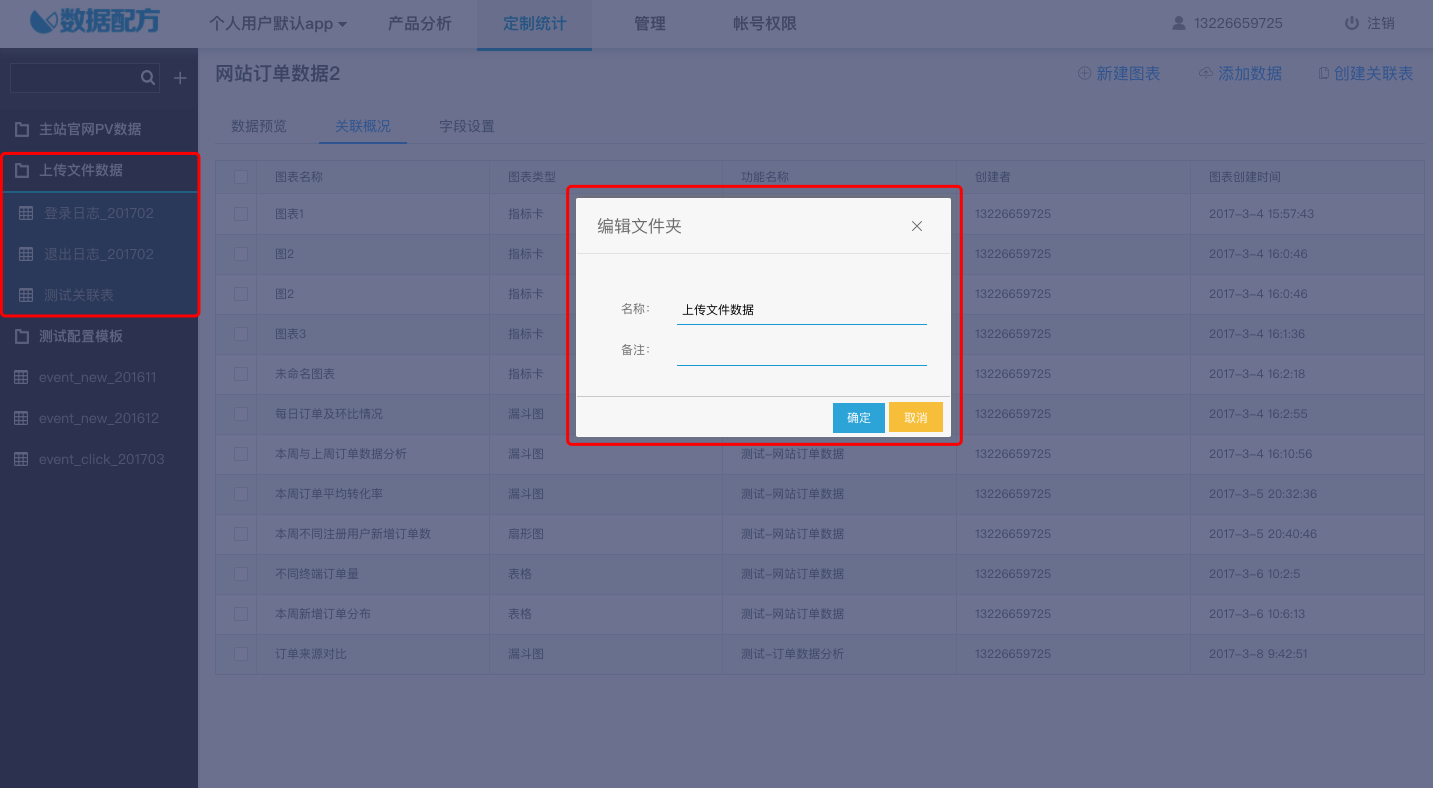 数据配方
个人用户默认app 产品分析 定制统计 管理 帐号权限 13226659725 注销
网站订单数据2 新建图表 添加数据 创建关联表
数据预览 关联概况 字段设置
主站官网PV数据
上传文件数据
登录日志_201702
退出日志_201702
测试关联表
测试配置模板
event_new_201611
event_new_201612
event_click_201703
图表名称 图表类型 功能名称 创建者 图表创建时间
图表1 指标卡 13226659725 2017-3-4 15:57:43
图2 指标卡 13226659725 2017-3-4 16:0:46
图2 指标卡 13226659725 2017-3-4 16:0:46
图表3 指标卡 13226659725 2017-3-4 16:1:36
未命名图表 指标卡 13226659725 2017-3-4 16:2:18
每日订单及环比情况 漏斗图 13226659725 2017-3-4 16:2:55
本周与上周订单数据分析 漏斗图 测试-网站订单数据 13226659725 2017-3-4 16:10:56
本周订单平均转化率 漏斗图 测试-网站订单数据 13226659725 2017-3-5 20:32:36
本周不同注册用户新增订单数 扇形图 测试-网站订单数据 13226659725 2017-3-5 20:40:46
不同终端订单量 表格 测试-网站订单数据 13226659725 2017-3-6 10:2:5
本周新增订单分布 表格 测试-网站订单数据 13226659725 2017-3-6 10:6:13
订单来源对比 漏斗图 测试-订单数据分析 13226659725 2017-3-8 9:42:51
编辑文件夹
名称: 上传文件数据
备注:
确定 取消